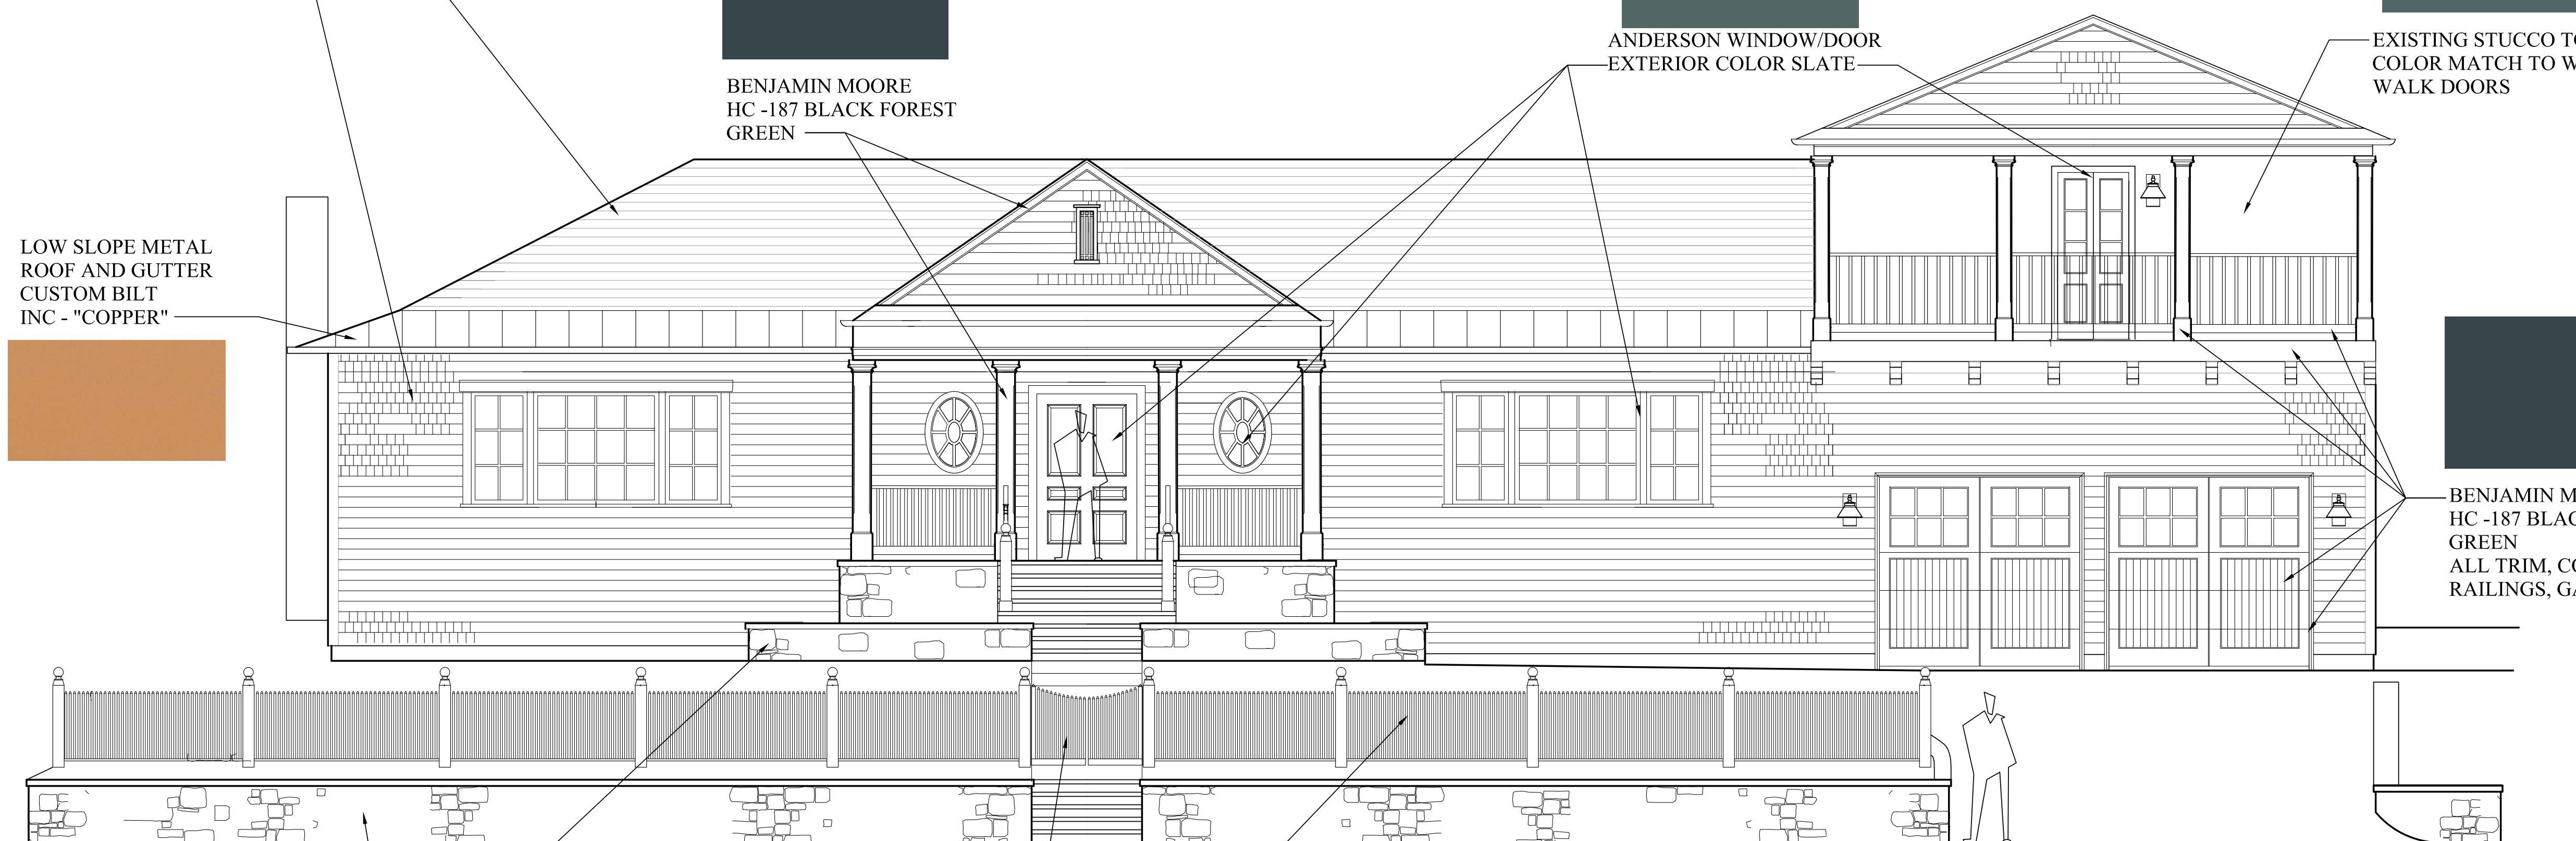 BENJAMIN MOORE
HC -187 BLACK FOREST
GREEN
ANDERSON WINDOW/DOOR
EXTERIOR COLOR SLATE
EXISTING STUCCO
COLOR MATCH TO
WALK DOORS
LOW SLOPE METAL
ROOF AND GUTTER
CUSTOM BILT
INC - "COPPER"
BENJAMIN
HC -187
GREEN
ALL TRIM,
RAILINGS,